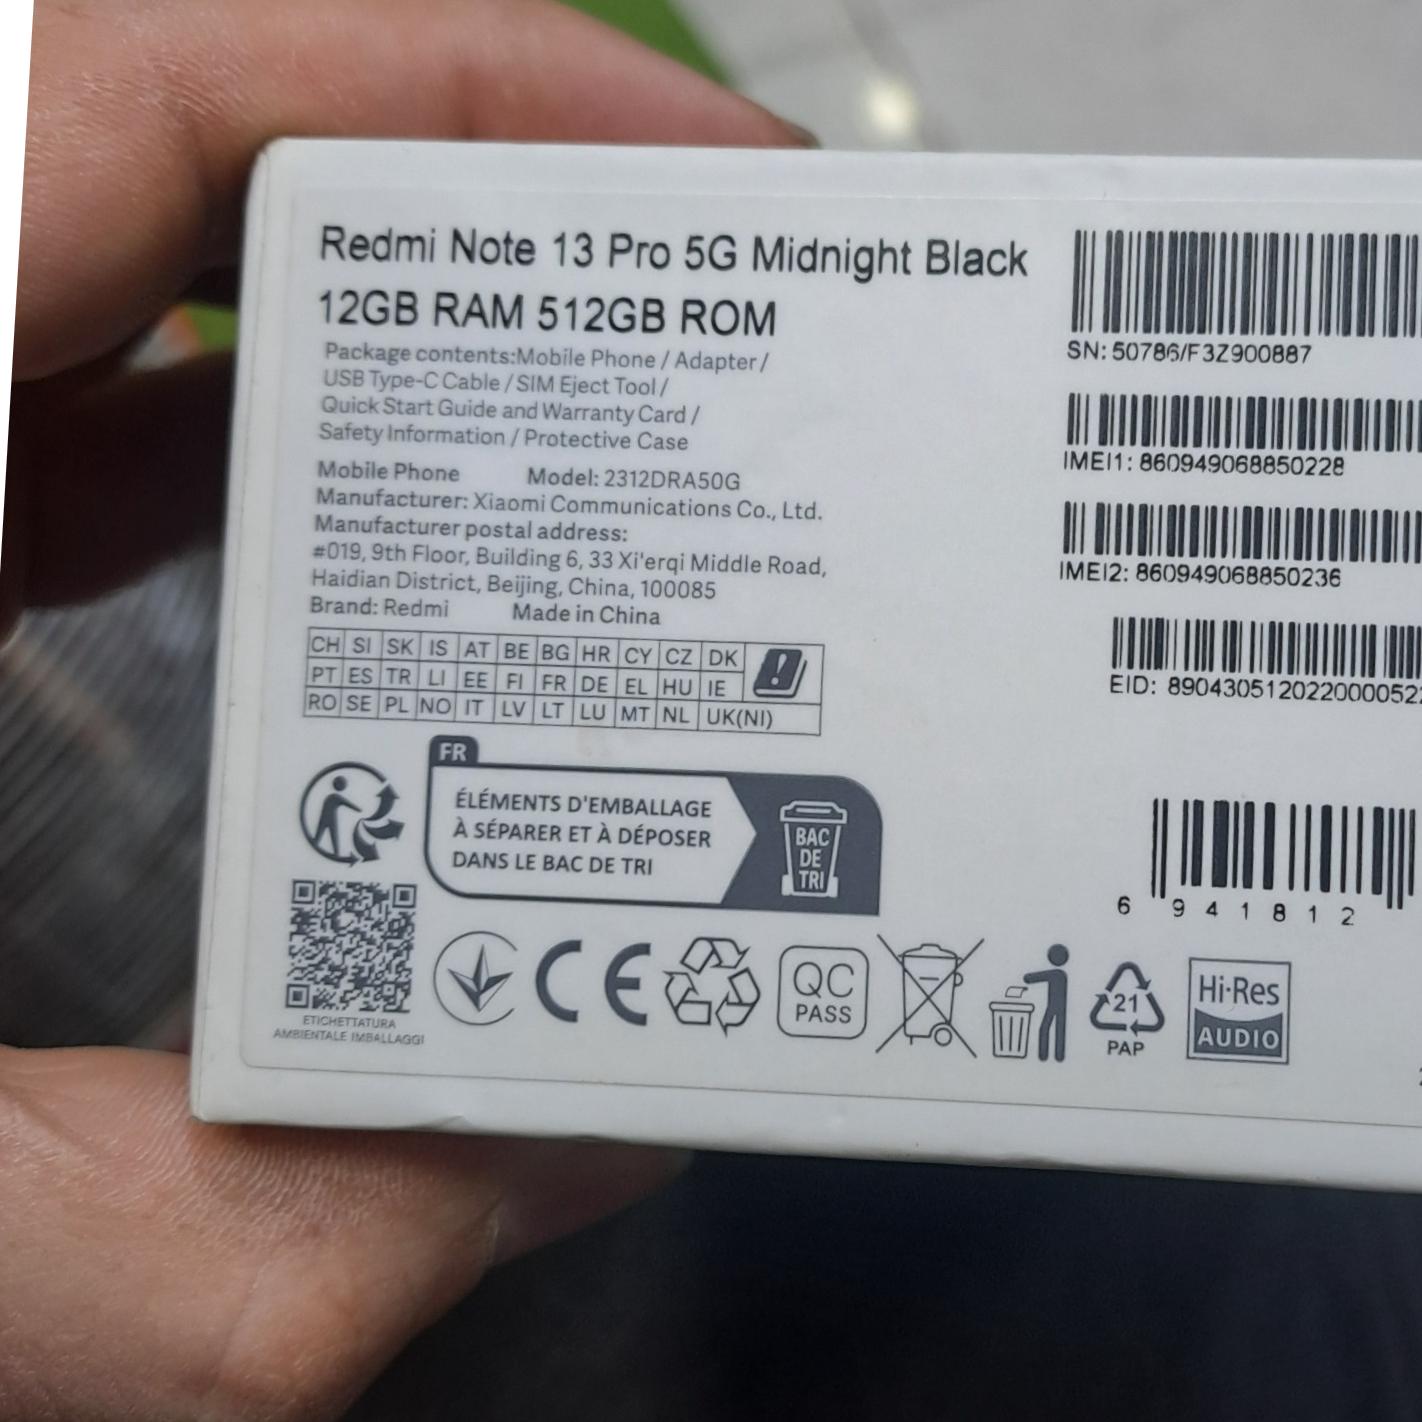 Redmi Note 13 Pro 5G Midnight Black
12GB RAM 512GB ROM
Package contents:Mobile Phone / Adapter /
USB Type-C Cable / SIM Eject Tool /
Quick Start Guide and Warranty Card /
Safety Information / Protective Case
Mobile Phone Model: 2312DRA50G
Manufacturer: Xiaomi Communications Co., Ltd.
Manufacturer postal address:
#019, 9th Floor, Building 6, 33 Xi'erqi Middle Road,
Haidian District, Beijing, China, 100085
Brand: Redmi Made in China
CH SI SK IS AT BE BG HR CY CZ DK
PT ES TR LI EE FI FR DE EL HU IE
RO SE PL NO IT LV LT LU MT NL UK(NI)
FR
ÉLÉMENTS D'EMBALLAGE
À SÉPARER ET À DÉPOSER
DANS LE BAC DE TRI
BAC
DE
TRI
ETICHETTATURA
AMBIENTALE IMBALLAGGI
CE
QC
PASS
21
PAP
Hi-Res
AUDIO
SN: 50786/F3Z900887
IMEI1: 860949068850228
IMEI2: 860949068850236
EID: 8904305120220000522
6 941812